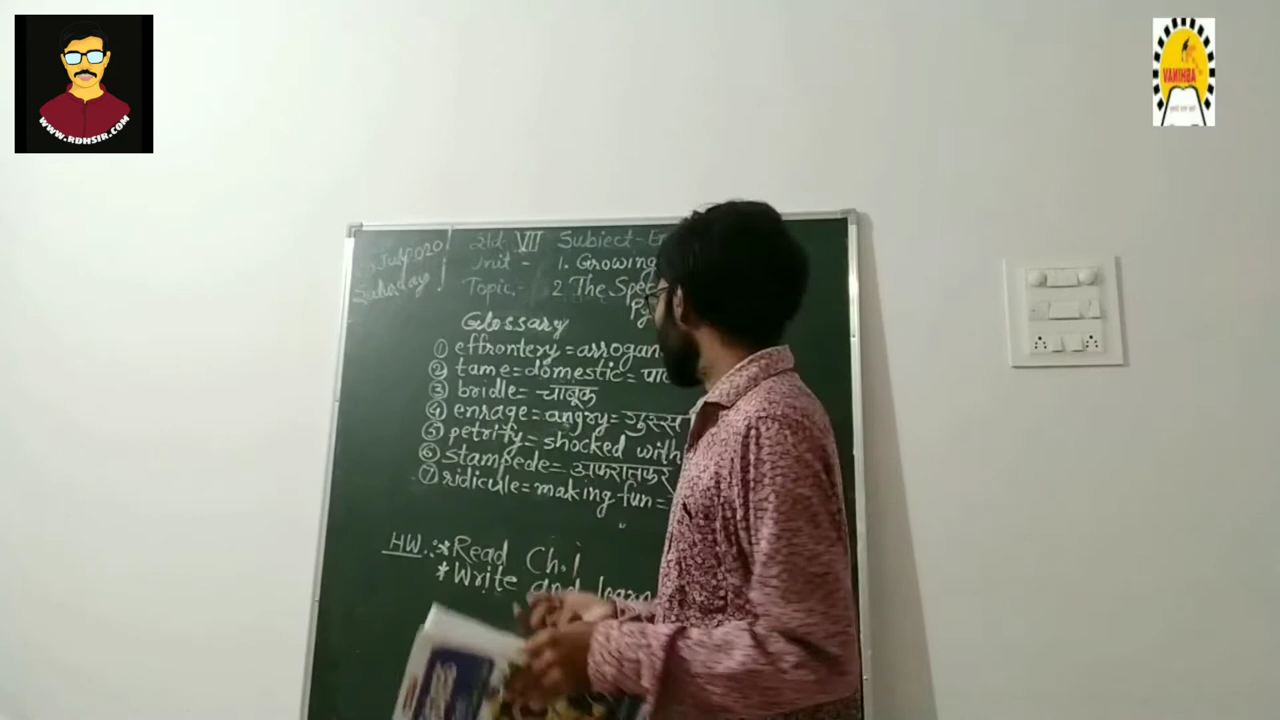 WWW.RDHSIR.COM
ABHINAV
July
Std. VII Subject-En
Unit - 1. Growing
Saturday Topic- 2. The Spec
Py
Glossary
① effrontery = arrogan
② tame = domestic = पा
③ bridle = चाबूक
④ enrage = angry = गुस्स
⑤ petrify = shocked with
⑥ stampede = अफरातफर
⑦ ridicule = making fun =
HW.:
* Read Ch.1
* Write and learn